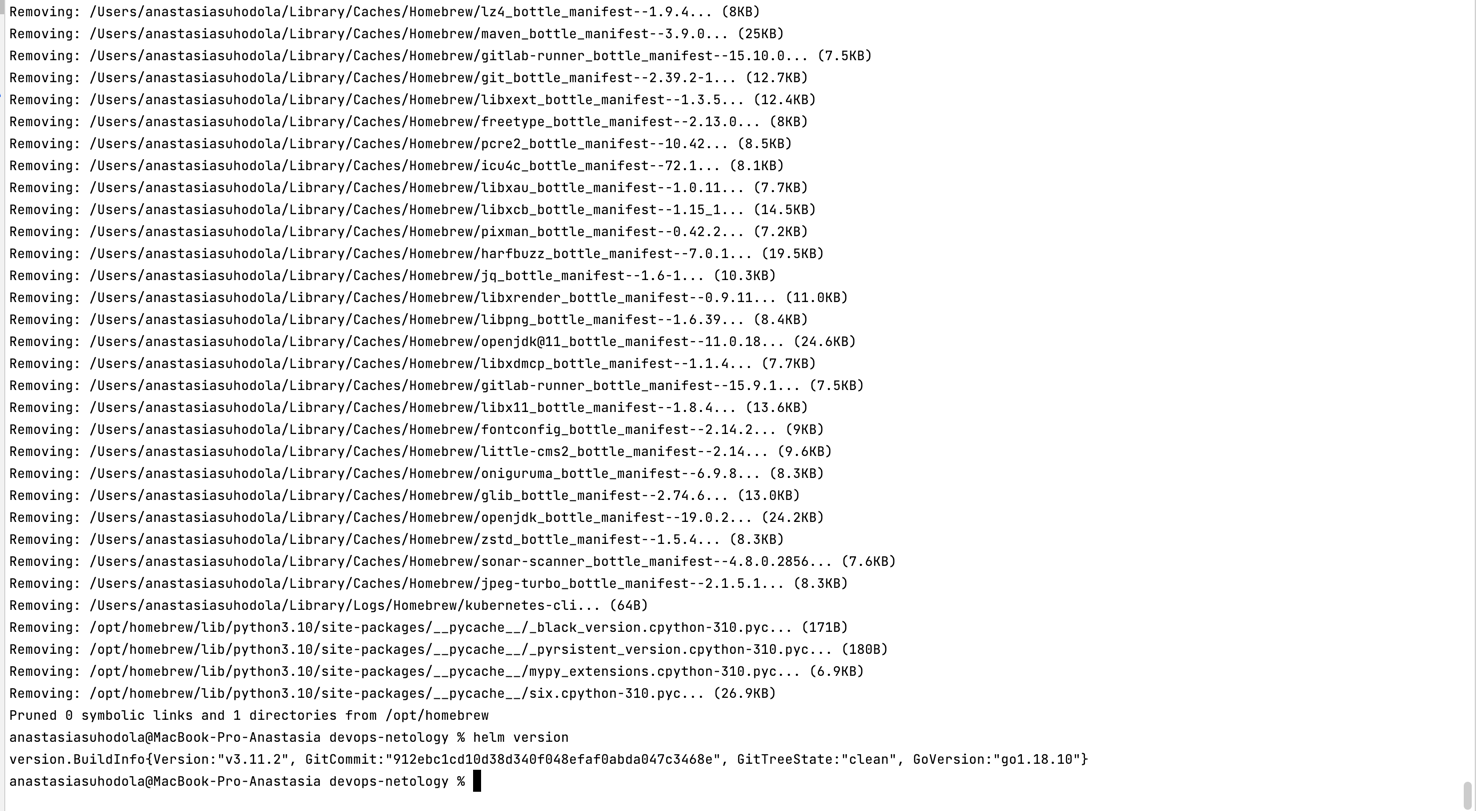 Removing: /Users/anastasiasuhodola/Library/Caches/Homebrew/lz4_bottle_manifest--1.9.4... (8KB)
Removing: /Users/anastasiasuhodola/Library/Caches/Homebrew/maven_bottle_manifest--3.9.0... (25KB)
Removing: /Users/anastasiasuhodola/Library/Caches/Homebrew/gitlab-runner_bottle_manifest--15.10.0... (7.5KB)
Removing: /Users/anastasiasuhodola/Library/Caches/Homebrew/git_bottle_manifest--2.39.2-1... (12.7KB)
Removing: /Users/anastasiasuhodola/Library/Caches/Homebrew/libxext_bottle_manifest--1.3.5... (12.4KB)
Removing: /Users/anastasiasuhodola/Library/Caches/Homebrew/freetype_bottle_manifest--2.13.0... (8KB)
Removing: /Users/anastasiasuhodola/Library/Caches/Homebrew/pcre2_bottle_manifest--10.42... (8.5KB)
Removing: /Users/anastasiasuhodola/Library/Caches/Homebrew/icu4c_bottle_manifest--72.1... (8.1KB)
Removing: /Users/anastasiasuhodola/Library/Caches/Homebrew/libxau_bottle_manifest--1.0.11... (7.7KB)
Removing: /Users/anastasiasuhodola/Library/Caches/Homebrew/libxcb_bottle_manifest--1.15_1... (14.5KB)
Removing: /Users/anastasiasuhodola/Library/Caches/Homebrew/pixman_bottle_manifest--0.42.2... (7.2KB)
Removing: /Users/anastasiasuhodola/Library/Caches/Homebrew/harfbuzz_bottle_manifest--7.0.1... (19.5KB)
Removing: /Users/anastasiasuhodola/Library/Caches/Homebrew/jq_bottle_manifest--1.6-1... (10.3KB)
Removing: /Users/anastasiasuhodola/Library/Caches/Homebrew/libxrender_bottle_manifest--0.9.11... (11.0KB)
Removing: /Users/anastasiasuhodola/Library/Caches/Homebrew/libpng_bottle_manifest--1.6.39... (8.4KB)
Removing: /Users/anastasiasuhodola/Library/Caches/Homebrew/openjdk@11_bottle_manifest--11.0.18... (24.6KB)
Removing: /Users/anastasiasuhodola/Library/Caches/Homebrew/libxdmcp_bottle_manifest--1.1.4... (7.7KB)
Removing: /Users/anastasiasuhodola/Library/Caches/Homebrew/gitlab-runner_bottle_manifest--15.9.1... (7.5KB)
Removing: /Users/anastasiasuhodola/Library/Caches/Homebrew/libx11_bottle_manifest--1.8.4... (13.6KB)
Removing: /Users/anastasiasuhodola/Library/Caches/Homebrew/fontconfig_bottle_manifest--2.14.2... (9KB)
Removing: /Users/anastasiasuhodola/Library/Caches/Homebrew/little-cms2_bottle_manifest--2.14... (9.6KB)
Removing: /Users/anastasiasuhodola/Library/Caches/Homebrew/oniguruma_bottle_manifest--6.9.8... (8.3KB)
Removing: /Users/anastasiasuhodola/Library/Caches/Homebrew/glib_bottle_manifest--2.74.6... (13.0KB)
Removing: /Users/anastasiasuhodola/Library/Caches/Homebrew/openjdk_bottle_manifest--19.0.2... (24.2KB)
Removing: /Users/anastasiasuhodola/Library/Caches/Homebrew/zstd_bottle_manifest--1.5.4... (8.3KB)
Removing: /Users/anastasiasuhodola/Library/Caches/Homebrew/sonar-scanner_bottle_manifest--4.8.0.2856... (7.6KB)
Removing: /Users/anastasiasuhodola/Library/Caches/Homebrew/jpeg-turbo_bottle_manifest--2.1.5.1... (8.3KB)
Removing: /Users/anastasiasuhodola/Library/Logs/Homebrew/kubernetes-cli... (64B)
Removing: /opt/homebrew/lib/python3.10/site-packages/__pycache__/_black_version.cpython-310.pyc... (171B)
Removing: /opt/homebrew/lib/python3.10/site-packages/__pycache__/_pyrsistent_version.cpython-310.pyc... (180B)
Removing: /opt/homebrew/lib/python3.10/site-packages/__pycache__/mypy_extensions.cpython-310.pyc... (6.9KB)
Removing: /opt/homebrew/lib/python3.10/site-packages/__pycache__/six.cpython-310.pyc... (26.9KB)
Pruned 0 symbolic links and 1 directories from /opt/homebrew
anastasiasuhodola@MacBook-Pro-Anastasia devops-netology % helm version
version.BuildInfo{Version:"v3.11.2", GitCommit:"912ebc1cd10d38d340f048efaf0abda047c3468e", GitTreeState:"clean", GoVersion:"go1.18.10"}
anastasiasuhodola@MacBook-Pro-Anastasia devops-netology %